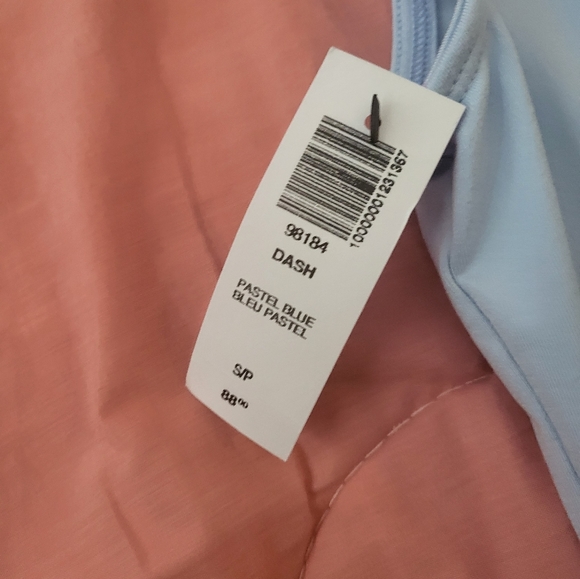 10000001231367
98184
DASH
PASTEL BLUE
BLEU PASTEL
S/P
88⁰⁰